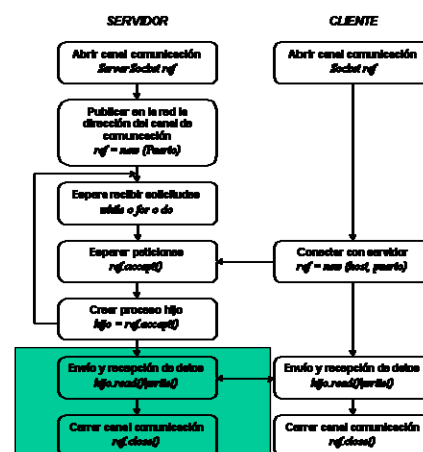 SERVIDOR
CLIENTE
Abrir canal comunicación
ServerSocket ref
Abrir canal comunicación
Socket ref
Publicar en la red la
dirección del canal de
comuncación
ref = new (Puerto)
Espera recibir solicitudes
while o for o do
Esperar peticiones
ref.accept()
Conectar con servidor
ref = new (host, puerto)
Crear proceso hijo
hijo = ref.accept()
Envío y recepción de datos
hijo.read()/write()
Envío y recepción de datos
hijo.read()/write()
Cerrar canal comunicación
ref.close()
Cerrar canal comunicación
ref.close()